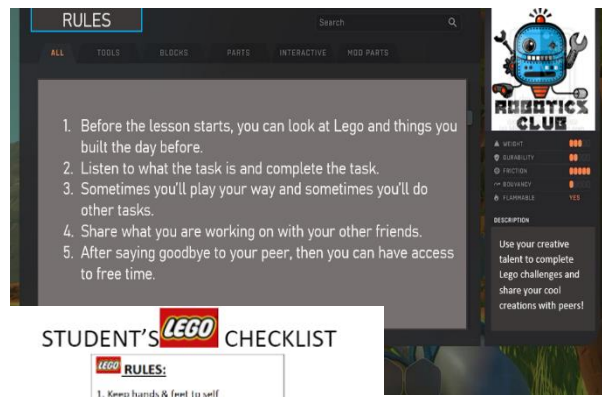 RULES
Search
ALL TOOLS BLOCKS PARTS INTERACTIVE MOD PARTS
1. Before the lesson starts, you can look at Lego and things you
built the day before.
2. Listen to what the task is and complete the task.
3. Sometimes you'll play your way and sometimes you'll do
other tasks.
4. Share what you are working on with your other friends.
5. After saying goodbye to your peer, then you can have access
to free time.
ROBOTICX
CLUB
WEIGHT
DURABILITY
FRICTION
BOUYANCY
FLAMMABLE YES
DESCRIPTION
Use your creative
talent to complete
Lego challenges and
share your cool
creations with peers!
STUDENT'S LEGO CHECKLIST
LEGO RULES:
1. Keep hands & feet to self